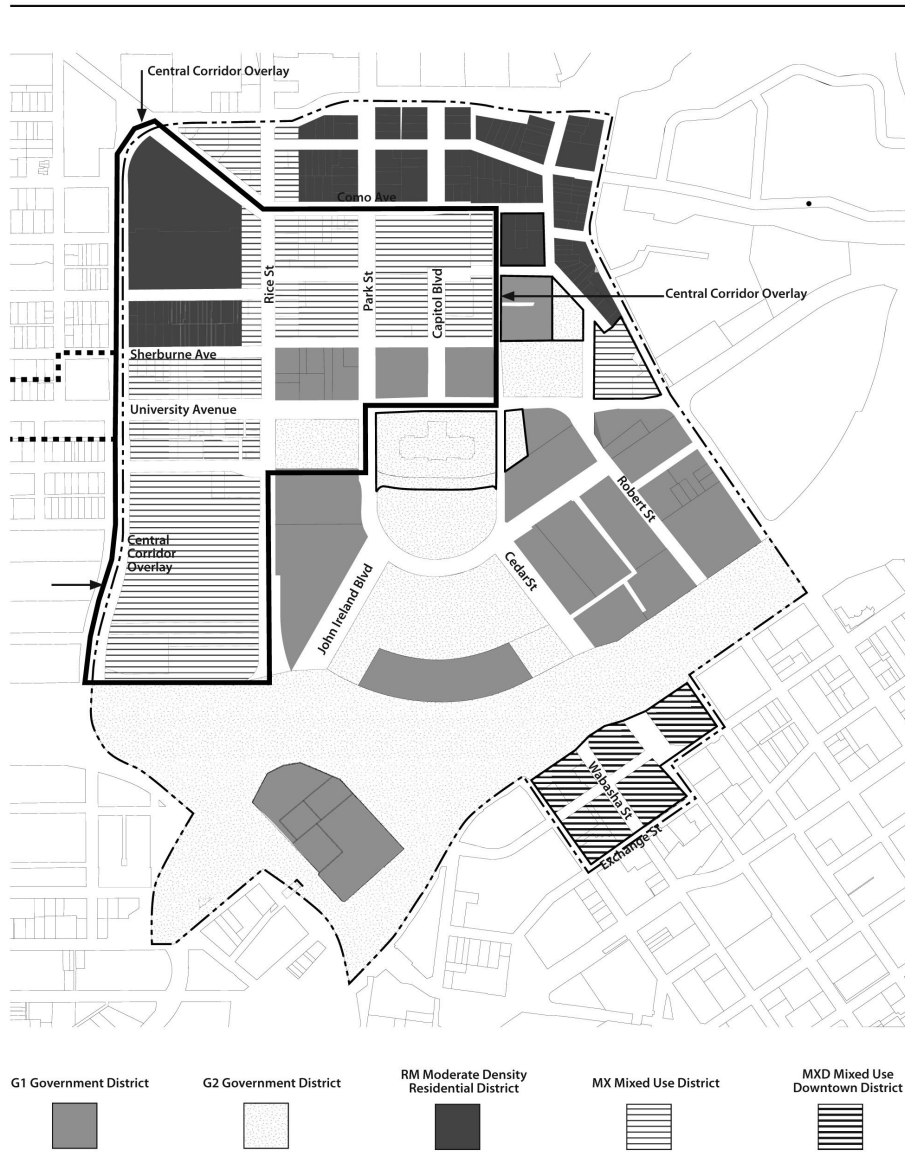 Central Corridor Overlay
Como Ave
Rice St
Park St
Capitol Blvd
Central Corridor Overlay
Sherburne Ave
University Avenue
Robert St
Central
Corridor
Overlay
CedarSt
John Ireland Blvd
Wabasha St
Exchange St
G1 Government District
G2 Government District
RM Moderate Density
Residential District
MX Mixed Use District
MXD Mixed Use
Downtown District